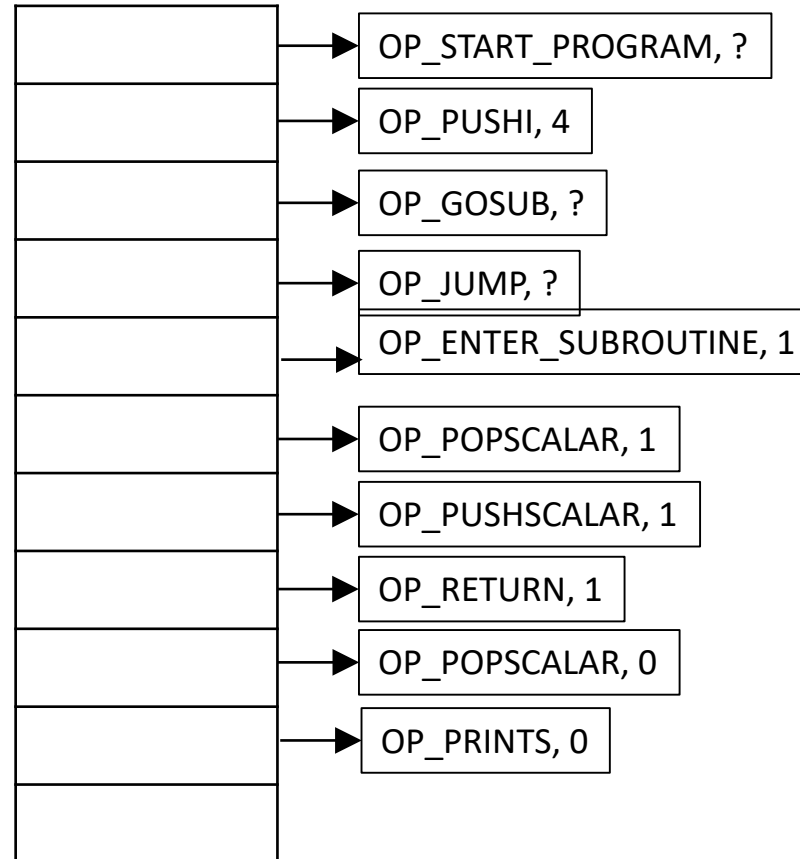 OP_START_PROGRAM, ?
OP_PUSHI, 4
OP_GOSUB, ?
OP_JUMP, ?
OP_ENTER_SUBROUTINE, 1
OP_POPSCALAR, 1
OP_PUSHSCALAR, 1
OP_RETURN, 1
OP_POPSCALAR, 0
OP_PRINTS, 0